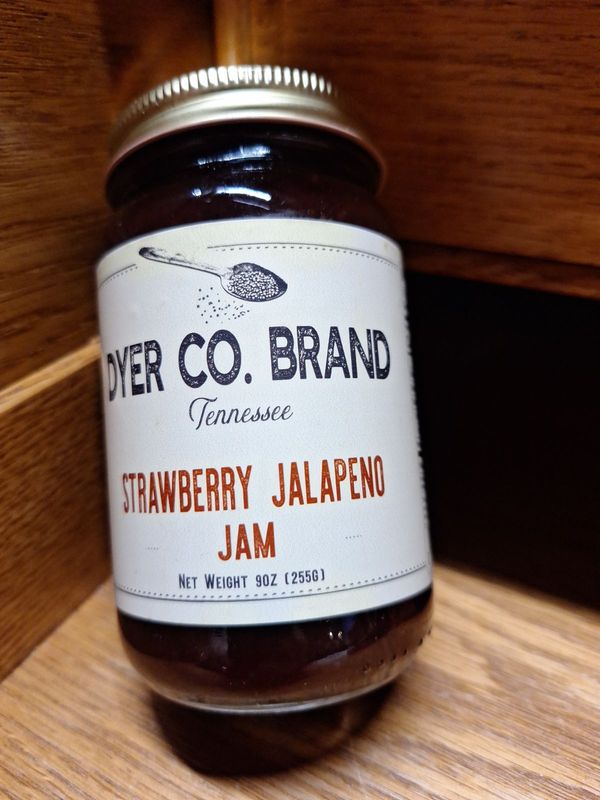 DYER CO. BRAND
Tennessee
STRAWBERRY JALAPENO
JAM
NET WEIGHT 9OZ (255G)